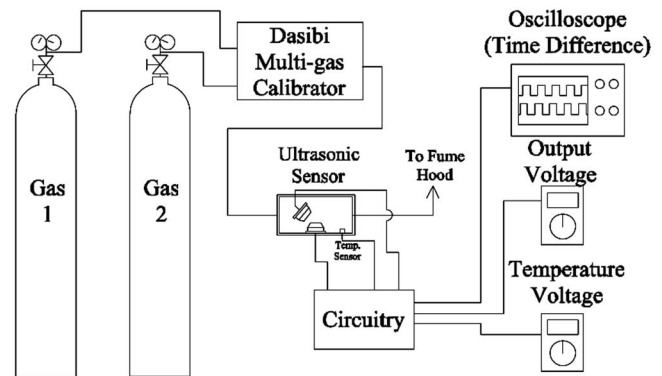 Oscilloscope
(Time Difference)
Dasibi
Multi-gas
Calibrator
Gas
1
Gas
2
Ultrasonic
Sensor
To Fume
Hood
Temp.
Sensor
Circuitry
Output
Voltage
Temperature
Voltage